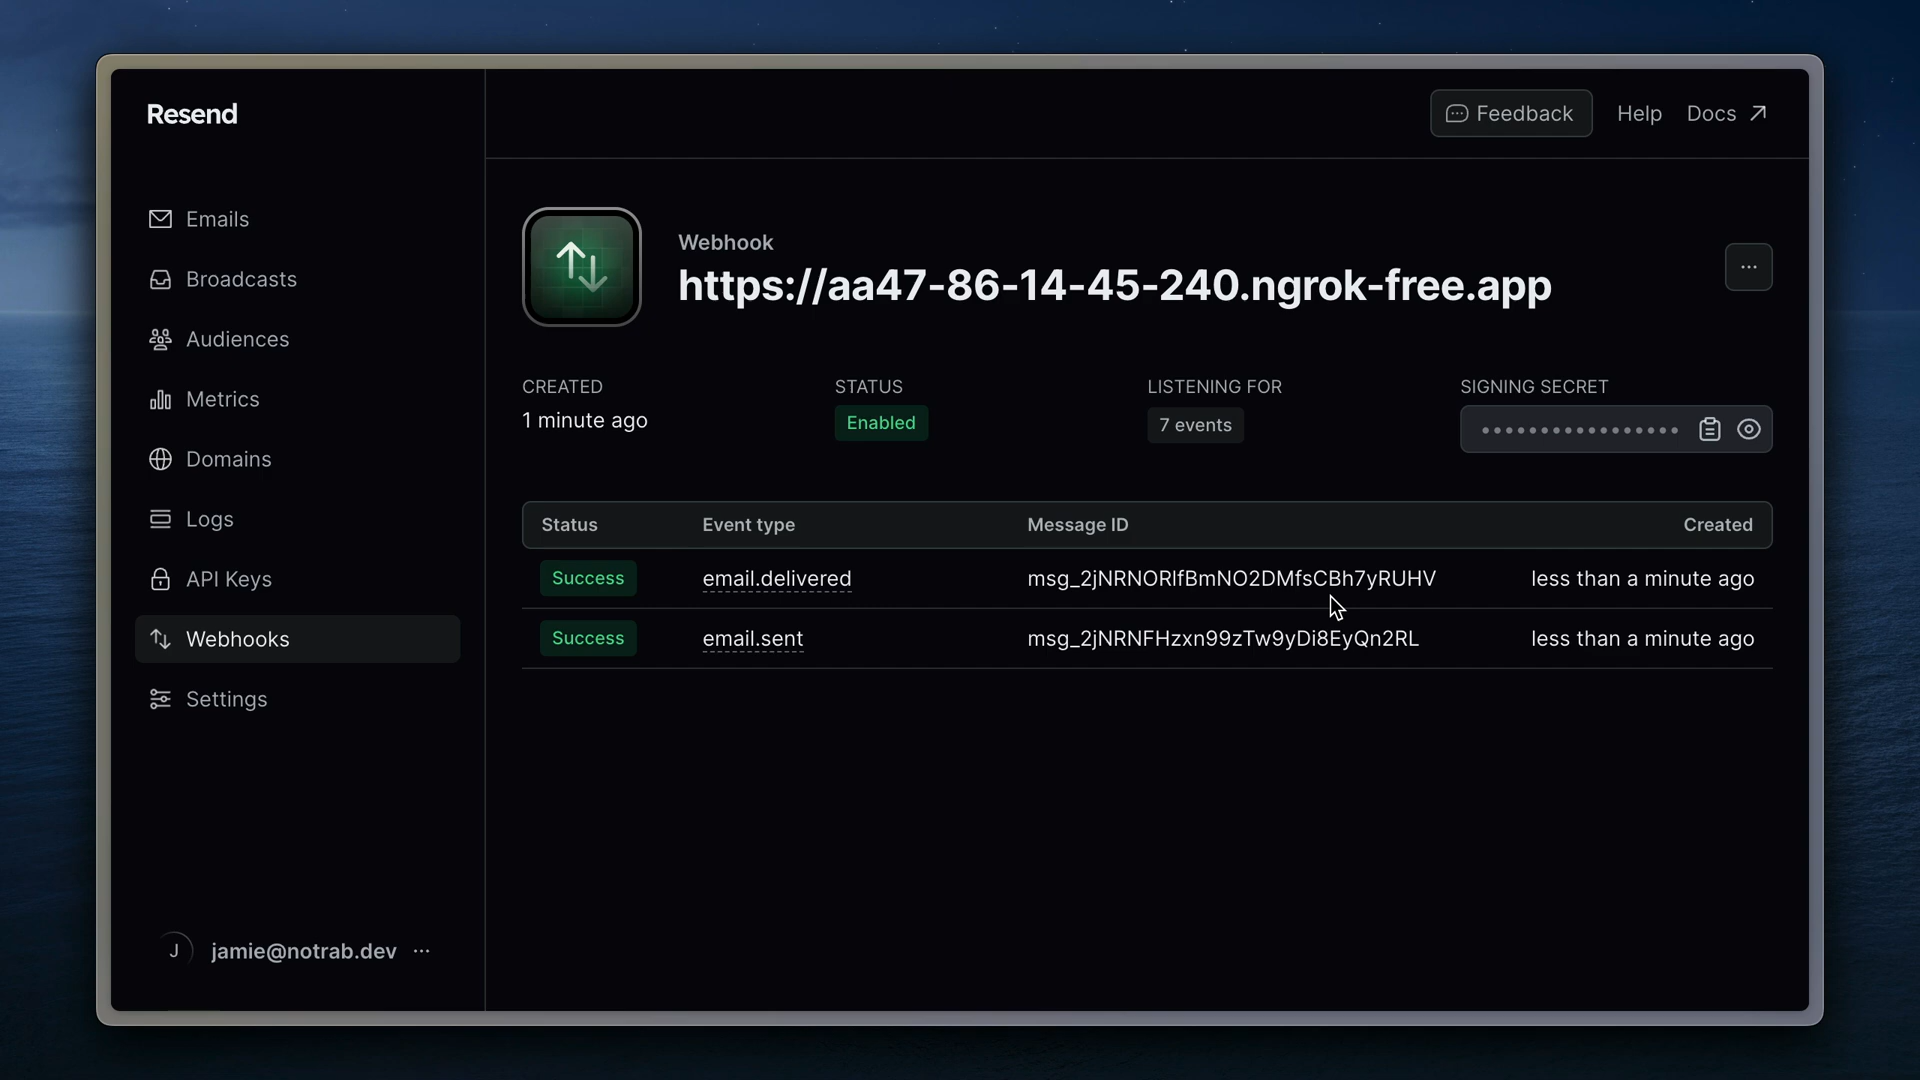 Resend
Feedback
Help
Docs
Emails
Broadcasts
Audiences
Metrics
Domains
Logs
API Keys
Webhooks
Settings
J
jamie@notrab.dev
Webhook
https://aa47-86-14-45-240.ngrok-free.app
CREATED
1 minute ago
STATUS
Enabled
LISTENING FOR
7 events
SIGNING SECRET
Status Event type Message ID Created
Success email.delivered msg_2jNRNORlfBmNO2DMfsCBh7yRUHV less than a minute ago
Success email.sent msg_2jNRNFHzxn99zTw9yDi8EyQn2RL less than a minute ago